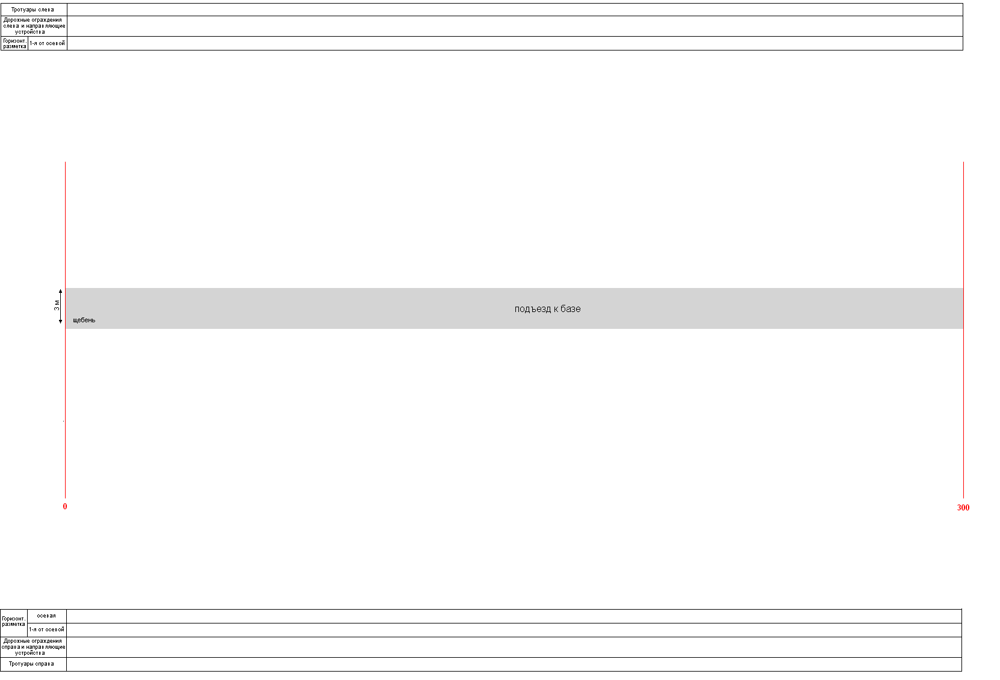 Тротуары слева
Дорожные ограждения
слева и направляющие
устройства
Горизонт.
разметка
1-я от осевой
3 м
подъезд к базе
щебень
0
300
Горизонт.
разметка
осевая
1-я от осевой
Дорожные ограждения
справа и направляющие
устройства
Тротуары справа